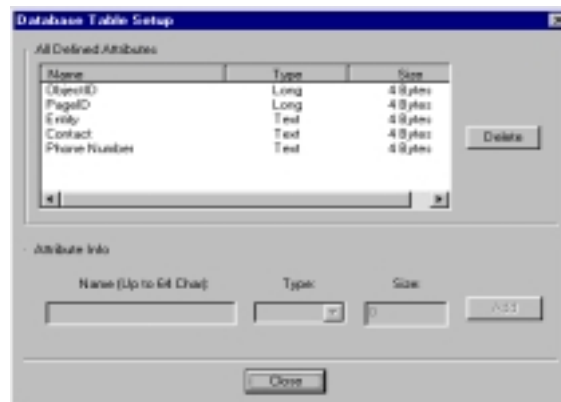 Database Table Setup
All Defined Attributes
Name Type Size
ObjectID Long 4 Bytes
PageID Long 4 Bytes
Entity Text 4 Bytes
Contact Text 4 Bytes
Phone Number Text 4 Bytes
Delete
Attribute Info
Name (Up to 64 Char): Type: Size:
0
Add
Close